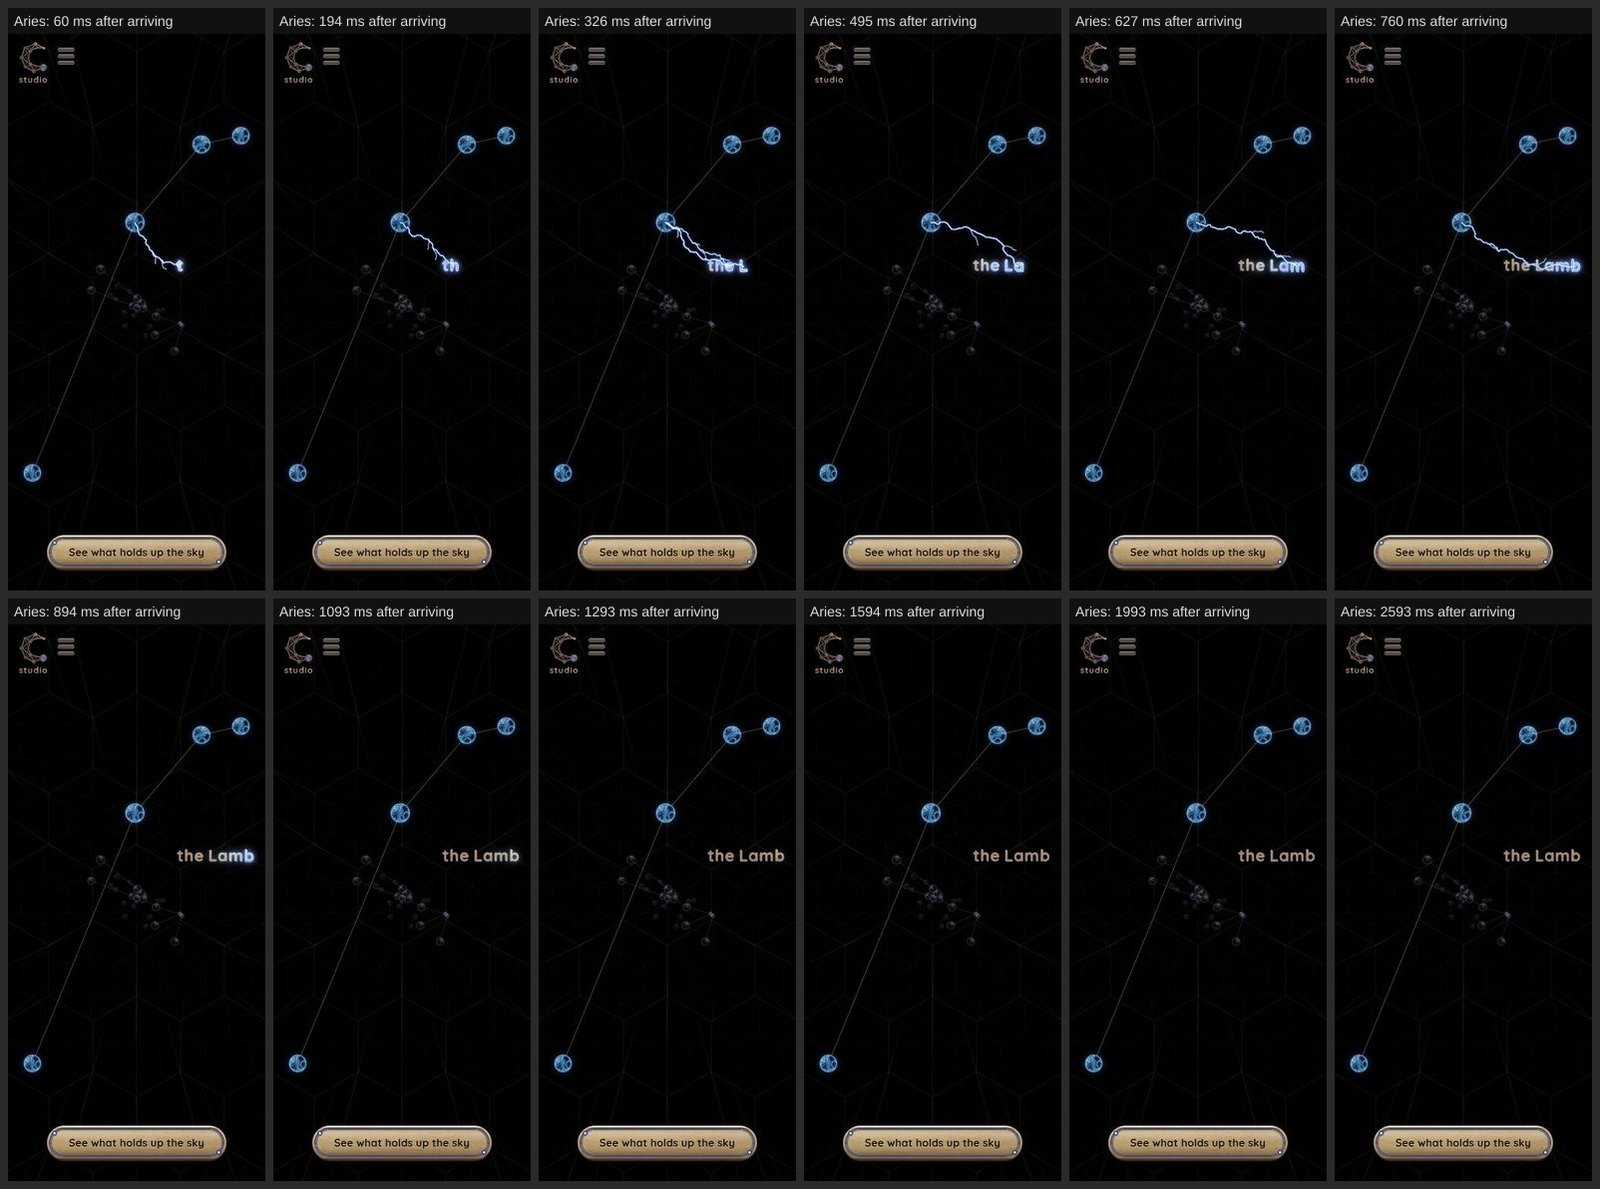 Aries: 60 ms after arriving
studio
t
See what holds up the sky
Aries: 194 ms after arriving
studio
th
See what holds up the sky
Aries: 326 ms after arriving
studio
the L
See what holds up the sky
Aries: 495 ms after arriving
studio
the La
See what holds up the sky
Aries: 627 ms after arriving
studio
the Lam
See what holds up the sky
Aries: 760 ms after arriving
studio
the Lamb
See what holds up the sky
Aries: 894 ms after arriving
studio
the Lamb
See what holds up the sky
Aries: 1093 ms after arriving
studio
the Lamb
See what holds up the sky
Aries: 1293 ms after arriving
studio
the Lamb
See what holds up the sky
Aries: 1594 ms after arriving
studio
the Lamb
See what holds up the sky
Aries: 1993 ms after arriving
studio
the Lamb
See what holds up the sky
Aries: 2593 ms after arriving
studio
the Lamb
See what holds up the sky